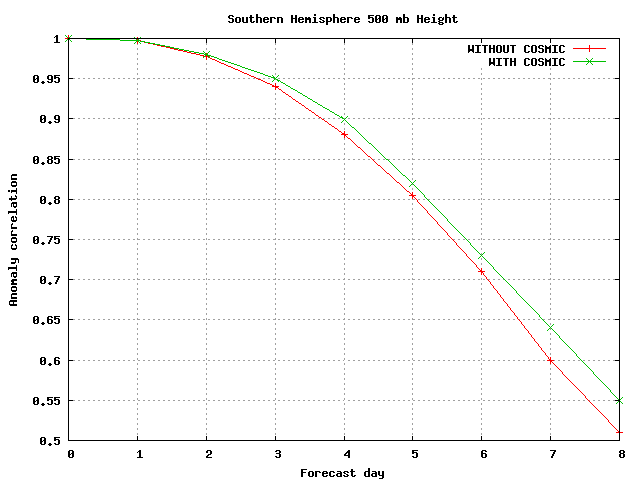 Southern Hemisphere 500 mb Height
WITHOUT COSMIC
WITH COSMIC
1
0.95
0.9
0.85
0.8
0.75
0.7
0.65
0.6
0.55
0.5
Anomaly correlation
0 1 2 3 4 5 6 7 8
Forecast day